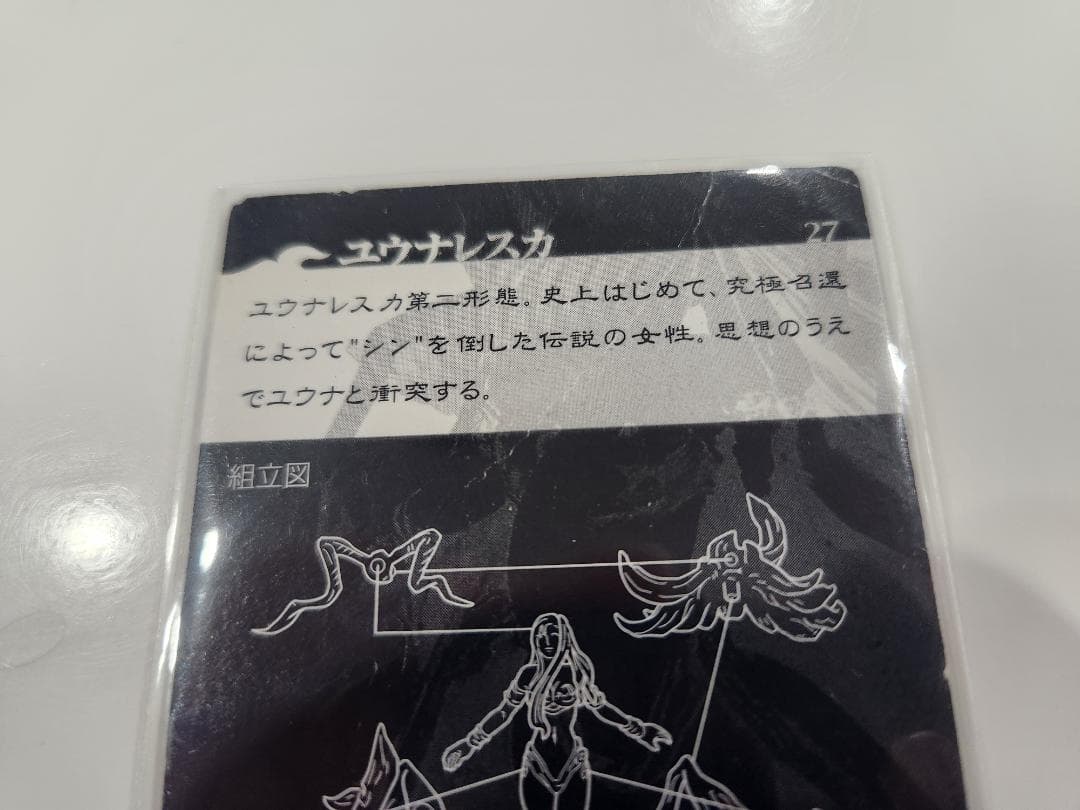 ユウナレスカ
27
ユウナレスカ第二形態。史上はじめて、究極召還
によって"シン"を倒した伝説の女性。思想のうえ
でユウナと衝突する。
組立図